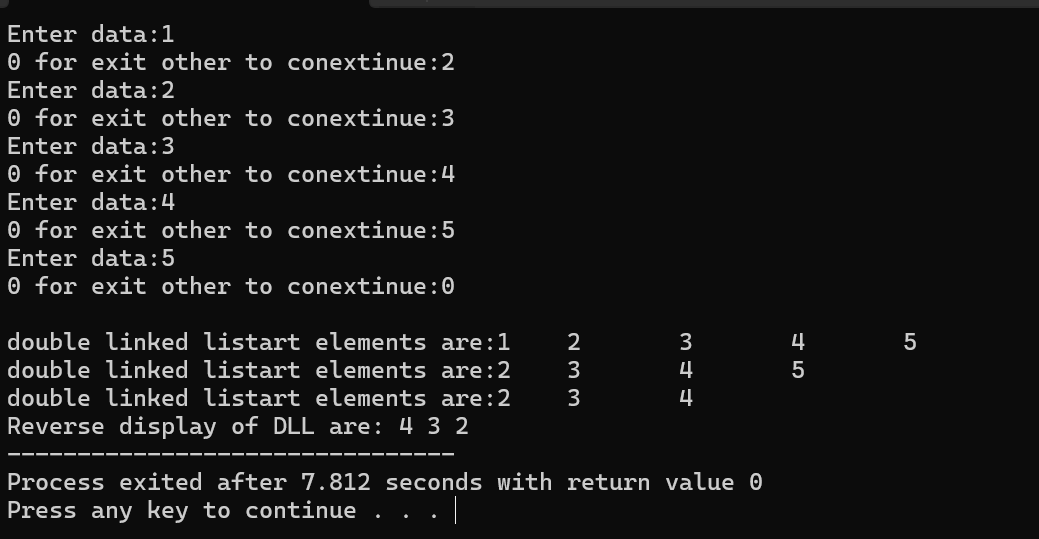 Enter data:1
0 for exit other to conextinue:2
Enter data:2
0 for exit other to conextinue:3
Enter data:3
0 for exit other to conextinue:4
Enter data:4
0 for exit other to conextinue:5
Enter data:5
0 for exit other to conextinue:0

double linked listart elements are:1    2       3       4       5
double linked listart elements are:2    3       4       5
double linked listart elements are:2    3       4
Reverse display of DLL are: 4 3 2
--------------------------------
Process exited after 7.812 seconds with return value 0
Press any key to continue . . .